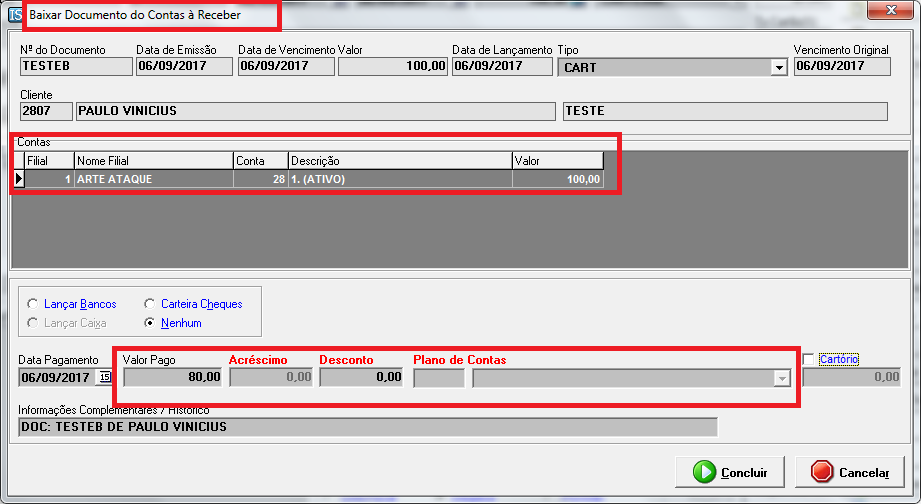 IS Baixar Documento do Contas à Receber
Nº do Documento Data de Emissão Data de Vencimento Valor Data de Lançamento Tipo Vencimento Original
TESTEB 06/09/2017 06/09/2017 100,00 06/09/2017 CART 06/09/2017
Cliente
2807 PAULO VINICIUS TESTE
Contas
Filial Nome Filial Conta Descrição Valor
1 ARTE ATAQUE 28 1. (ATIVO) 100,00
Lançar Bancos Carteira Cheques
Lançar Caixa Nenhum
Data Pagamento Valor Pago Acréscimo Desconto Plano de Contas Cartório
06/09/2017 15 80,00 0,00 0,00 0,00
Informações Complementares / Histórico
DOC: TESTEB DE PAULO VINICIUS
Concluir Cancelar